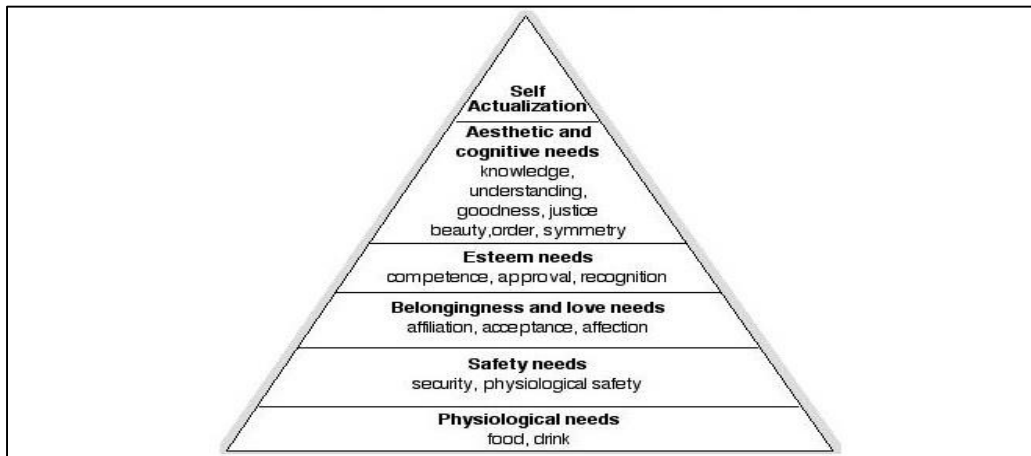 Self
Actualization
Aesthetic and
cognitive needs
knowledge,
understanding,
goodness, justice
beauty,order, symmetry
Esteem needs
competence, approval, recognition
Belongingness and love needs
affiliation, acceptance, affection
Safety needs
security, physiological safety
Physiological needs
food, drink